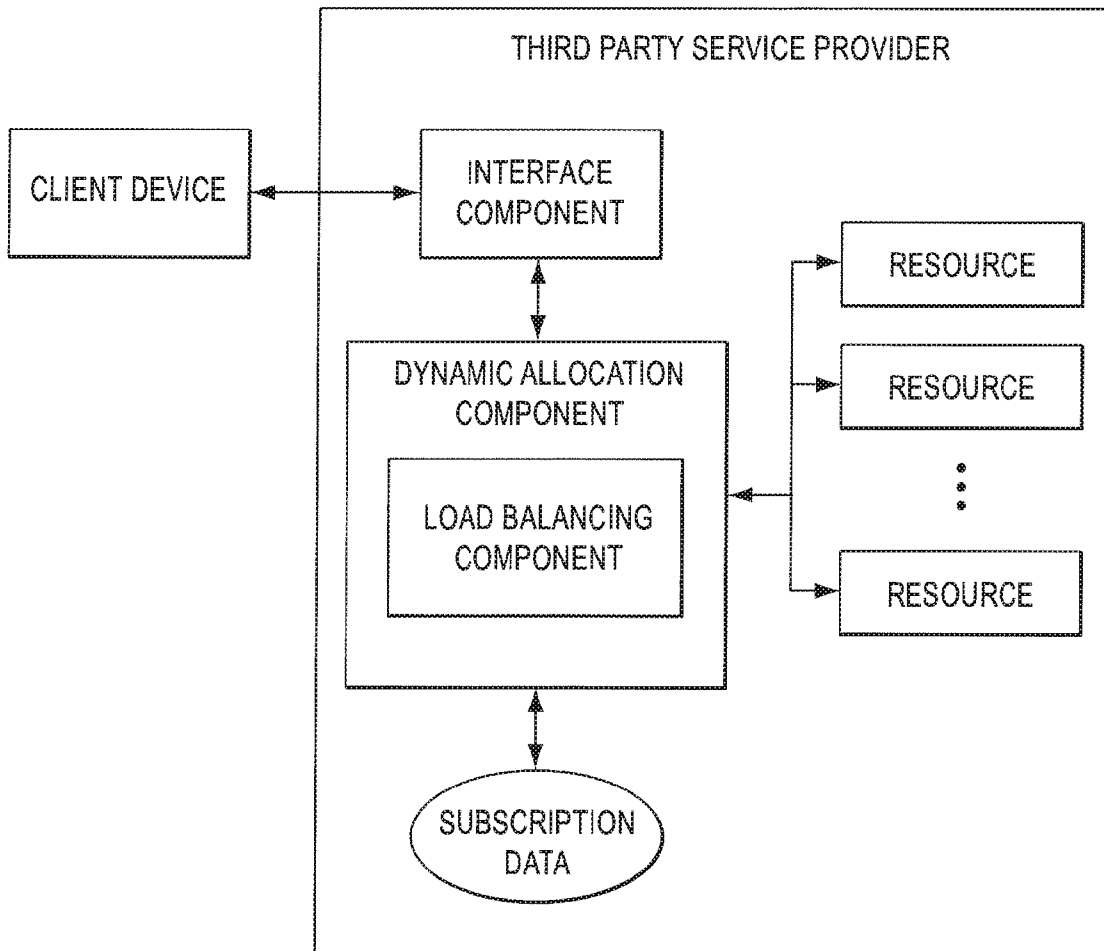 THIRD PARTY SERVICE PROVIDER
CLIENT DEVICE
INTERFACE
COMPONENT
RESOURCE
DYNAMIC ALLOCATION
COMPONENT
RESOURCE
LOAD BALANCING
COMPONENT
RESOURCE
SUBSCRIPTION
DATA